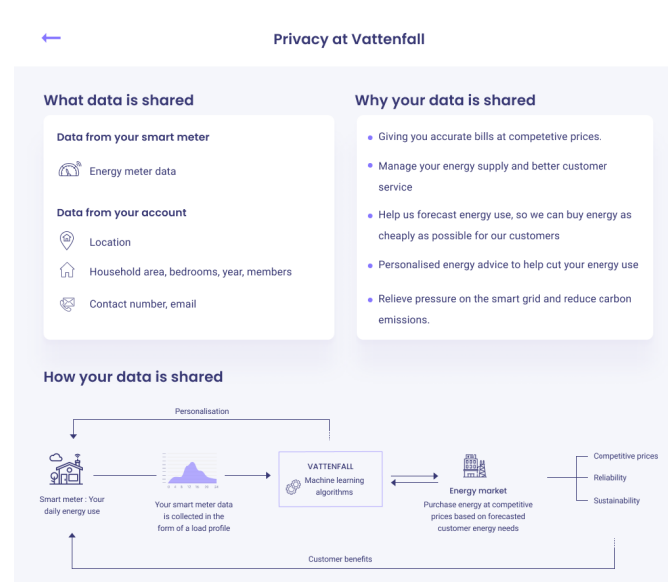 Privacy at Vattenfall
What data is shared
Data from your smart meter
Energy meter data
Data from your account
Location
Household area, bedrooms, year, members
Contact number, email
Why your data is shared
Giving you accurate bills at competetive prices.
Manage your energy supply and better customer
service
Help us forecast energy use, so we can buy energy as
cheaply as possible for our customers
Personalised energy advice to help cut your energy use
Relieve pressure on the smart grid and reduce carbon
emissions.
How your data is shared
Personalisation
Smart meter : Your
daily energy use
Your smart meter data
is collected in the
form of a load profile
VATTENFALL
Machine learning
algorithms
Energy market
Purchase energy at competitive
prices based on forecasted
customer energy needs
Competitive prices
Reliability
Sustainability
Customer benefits